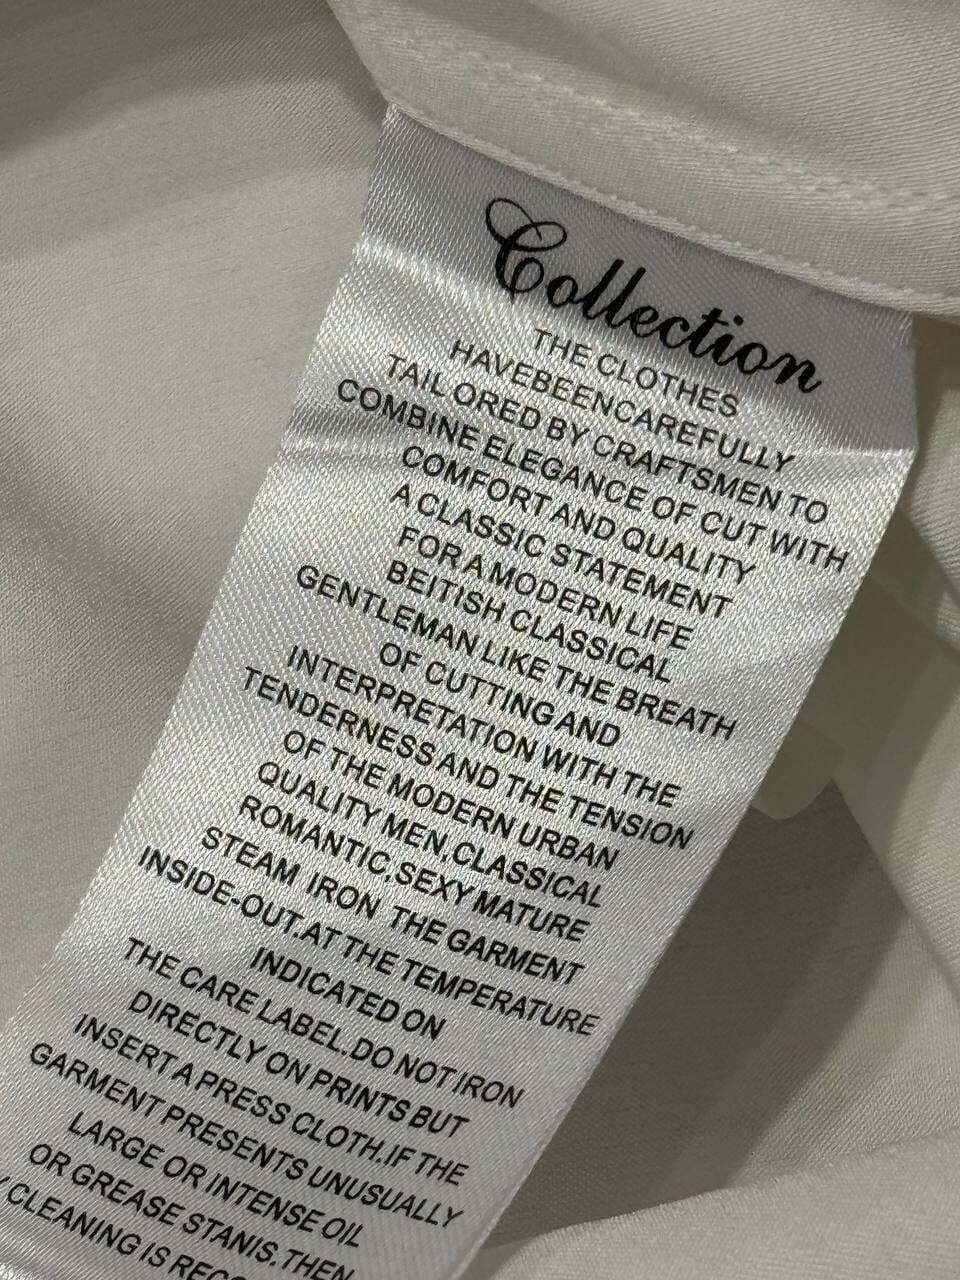 Collection
THE CLOTHES
HAVEBEENCAREFULLY
TAILORED BY CRAFTSMEN TO
COMBINE ELEGANCE OF CUT WITH
COMFORT AND QUALITY
A CLASSIC STATEMENT
FOR A MODERN LIFE
BEITISH CLASSICAL
GENTLEMAN LIKE THE BREATH
OF CUTTING AND
INTERPRETATION WITH THE
TENDERNESS AND THE TENSION
OF THE MODERN URBAN
QUALITY MEN,CLASSICAL
ROMANTIC,SEXY MATURE
STEAM IRON THE GARMENT
INSIDE-OUT.AT THE TEMPERATURE
INDICATED ON
THE CARE LABEL.DO NOT IRON
DIRECTLY ON PRINTS BUT
INSERT A PRESS CLOTH.IF THE
GARMENT PRESENTS UNUSUALLY
LARGE OR INTENSE OIL
OR GREASE STANIS.THEN
CLEANING IS